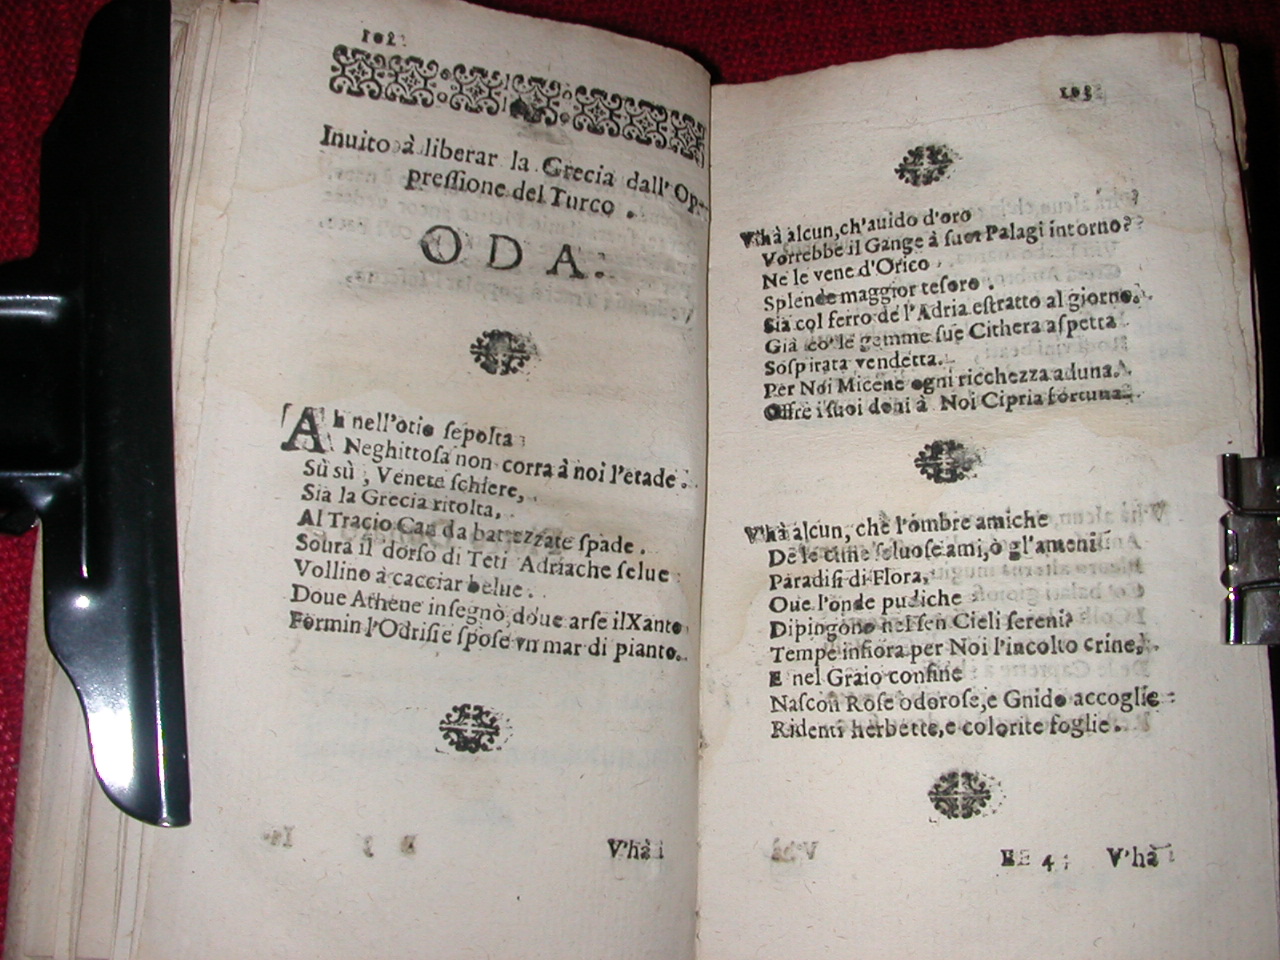 102
Inuito à liberar la Grecia dall'Op-
pressione del Turco.
ODA.
Ah nell'otio sepolta
Neghittosa non corra à noi l'etade.
Sù sù, Venete schiere,
Sia la Grecia ritolta,
Al Tracio Can da battezzate spade.
Soura il dorso di Teti Adriache selue
Vollino à cacciar belue.
Doue Athene insegnò, doue arse il Xanto
Formin l'Odrisie spose vn mar di pianto.
V'hà
103
V'hà alcun, ch'auido d'oro
Vorrebbe il Gange à suoi Palagi intorno?
Ne le vene d'Orico
Splende maggior tesoro.
Sia col ferro de l'Adria estratto al giorno.
Già co' le gemme sue Cithera aspetta
Sospirata vendetta.
Per Noi Micene ogni ricchezza aduna.
Offre i suoi doni à Noi Cipria fortuna.
V'hà alcun, che l'ombre amiche
De le cime seluose ami, ò gl'ameni
Paradisi di Flora,
Oue l'onde pudiche
Dipingono nel sen Cieli sereni?
Tempe infiora per Noi l'incolto crine,
E nel Graio confine
Nascon Rose odorose, e Gnido accoglie
Ridenti herbette, e colorite foglie.
EE 4 V'hà